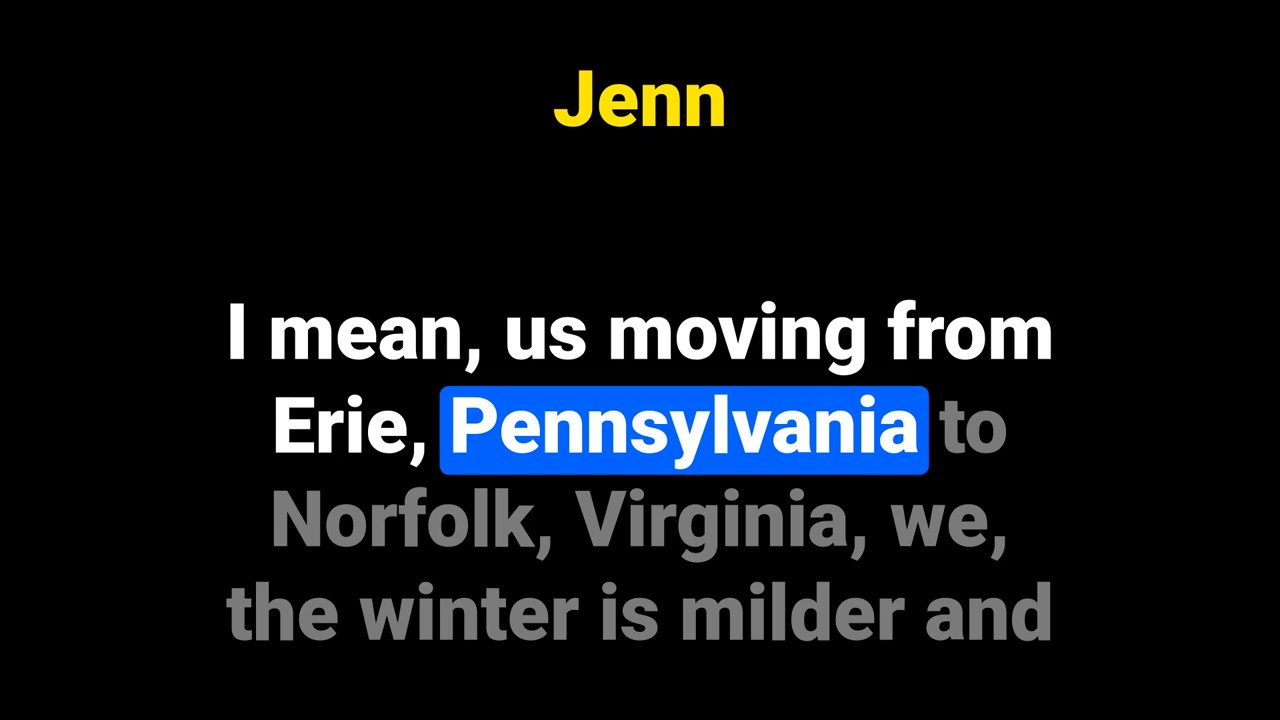 Jenn
I mean, us moving from
Erie, Pennsylvania to
Norfolk, Virginia, we,
the winter is milder and